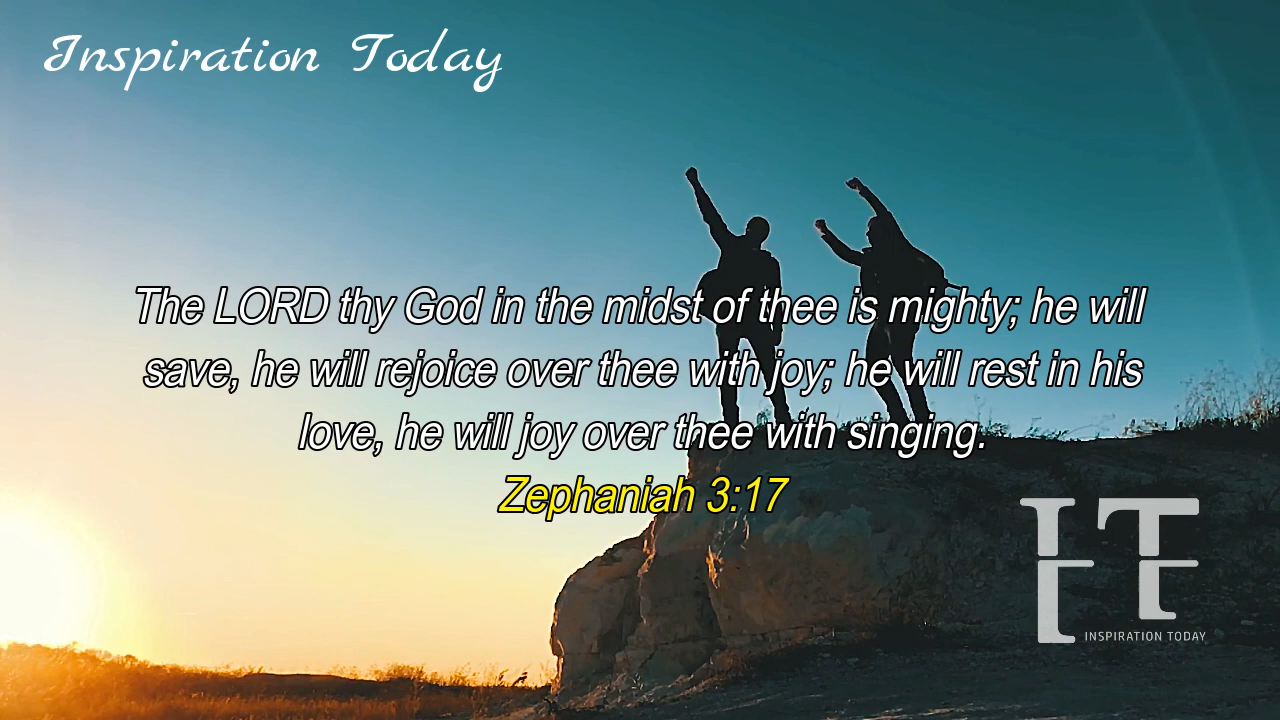 Inspiration Today
The LORD thy God in the midst of thee is mighty; he will
save, he will rejoice over thee with joy; he will rest in his
love, he will joy over thee with singing.
Zephaniah 3:17
INSPIRATION TODAY